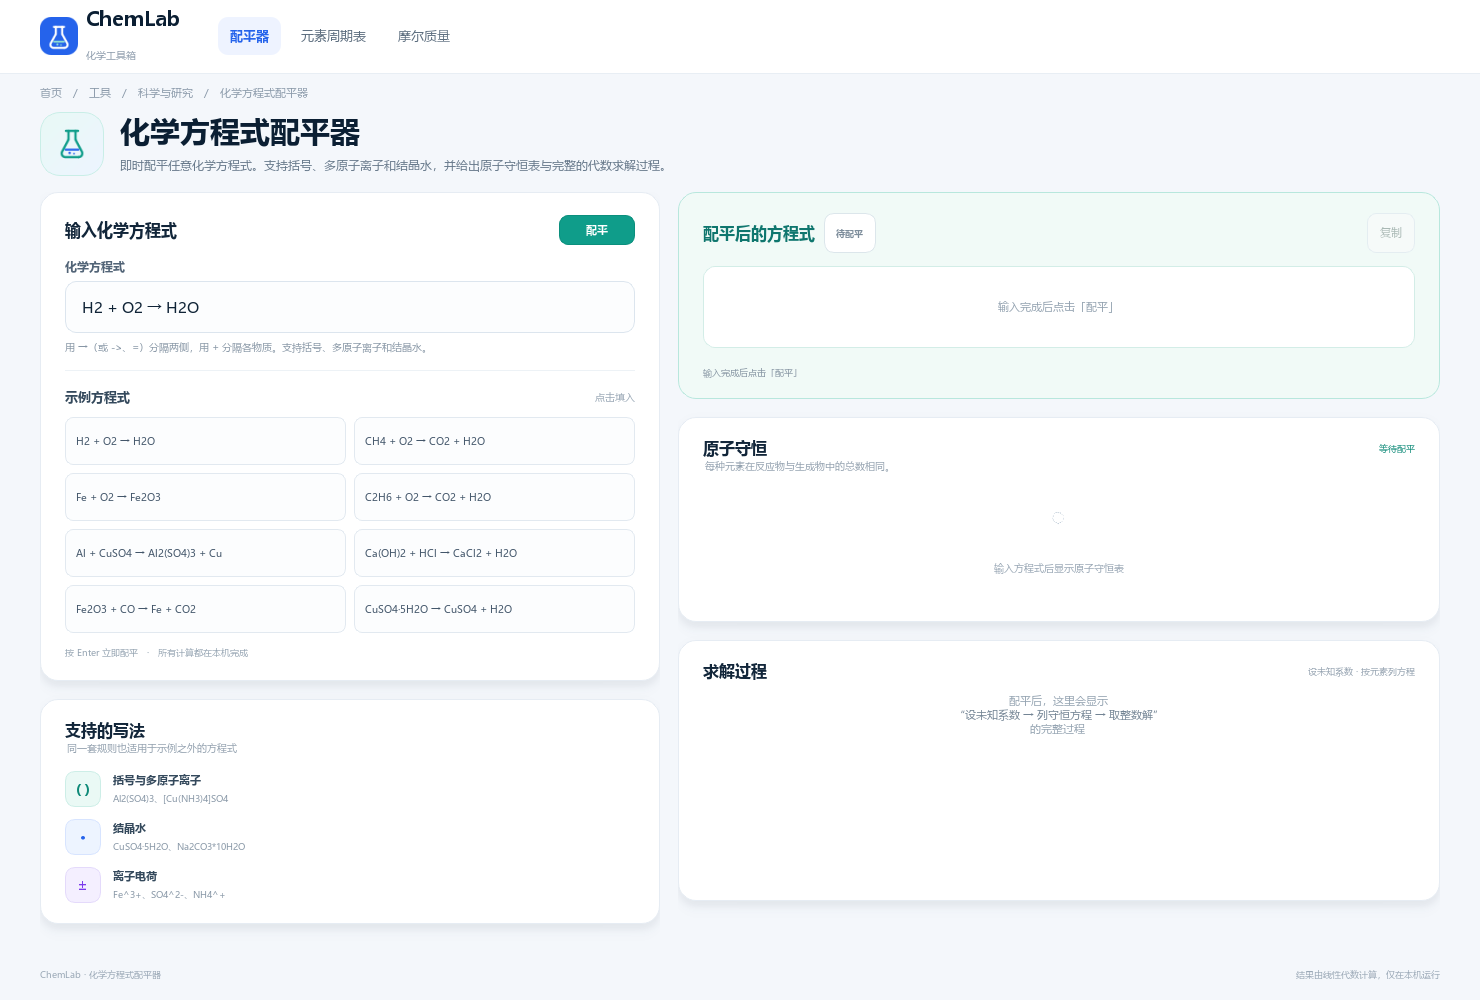 ChemLab
化学工具箱
配平器
元素周期表
摩尔质量
首页 / 工具 / 科学与研究 / 化学方程式配平器
化学方程式配平器
即时配平任意化学方程式。支持括号、多原子离子和结晶水，并给出原子守恒表与完整的代数求解过程。
输入化学方程式
配平
化学方程式
H2 + O2 → H2O
用 →（或 ->、=）分隔两侧，用 + 分隔各物质。支持括号、多原子离子和结晶水。
示例方程式
点击填入
H2 + O2 → H2O
CH4 + O2 → CO2 + H2O
Fe + O2 → Fe2O3
C2H6 + O2 → CO2 + H2O
Al + CuSO4 → Al2(SO4)3 + Cu
Ca(OH)2 + HCl → CaCl2 + H2O
Fe2O3 + CO → Fe + CO2
CuSO4·5H2O → CuSO4 + H2O
按 Enter 立即配平 · 所有计算都在本机完成
支持的写法
同一套规则也适用于示例之外的方程式
( )
括号与多原子离子
Al2(SO4)3、[Cu(NH3)4]SO4
•
结晶水
CuSO4·5H2O、Na2CO3*10H2O
±
离子电荷
Fe^3+、SO4^2-、NH4^+
配平后的方程式
待配平
复制
输入完成后点击「配平」
输入完成后点击「配平」
原子守恒
等待配平
每种元素在反应物与生成物中的总数相同。
输入方程式后显示原子守恒表
求解过程
设未知系数 · 按元素列方程
配平后，这里会显示
“设未知系数 → 列守恒方程 → 取整数解”
的完整过程
ChemLab · 化学方程式配平器
结果由线性代数计算，仅在本机运行